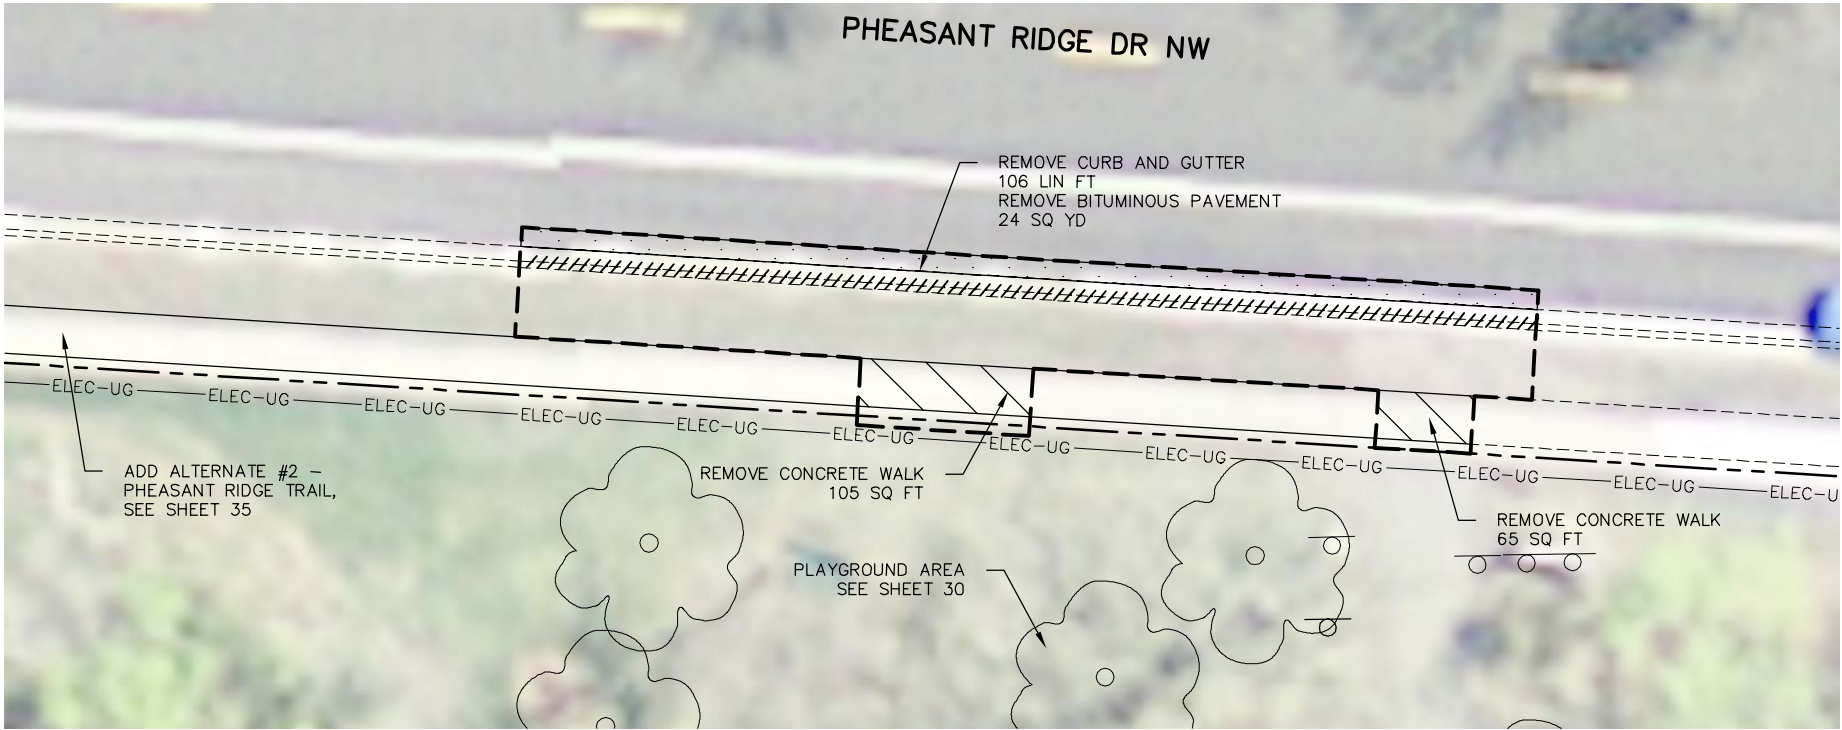 PHEASANT RIDGE DR NW
REMOVE CURB AND GUTTER
106 LIN FT
REMOVE BITUMINOUS PAVEMENT
24 SQ YD
ELEC-UG
ELEC-UG
ELEC-UG
ELEC-UG
ELEC-UG
ELEC-UG
ELEC-UG
ELEC-UG
ELEC-UG
ELEC-UG
ELEC-UG
ELEC-U
ADD ALTERNATE #2 -
PHEASANT RIDGE TRAIL,
SEE SHEET 35
REMOVE CONCRETE WALK
105 SQ FT
REMOVE CONCRETE WALK
65 SQ FT
PLAYGROUND AREA
SEE SHEET 30